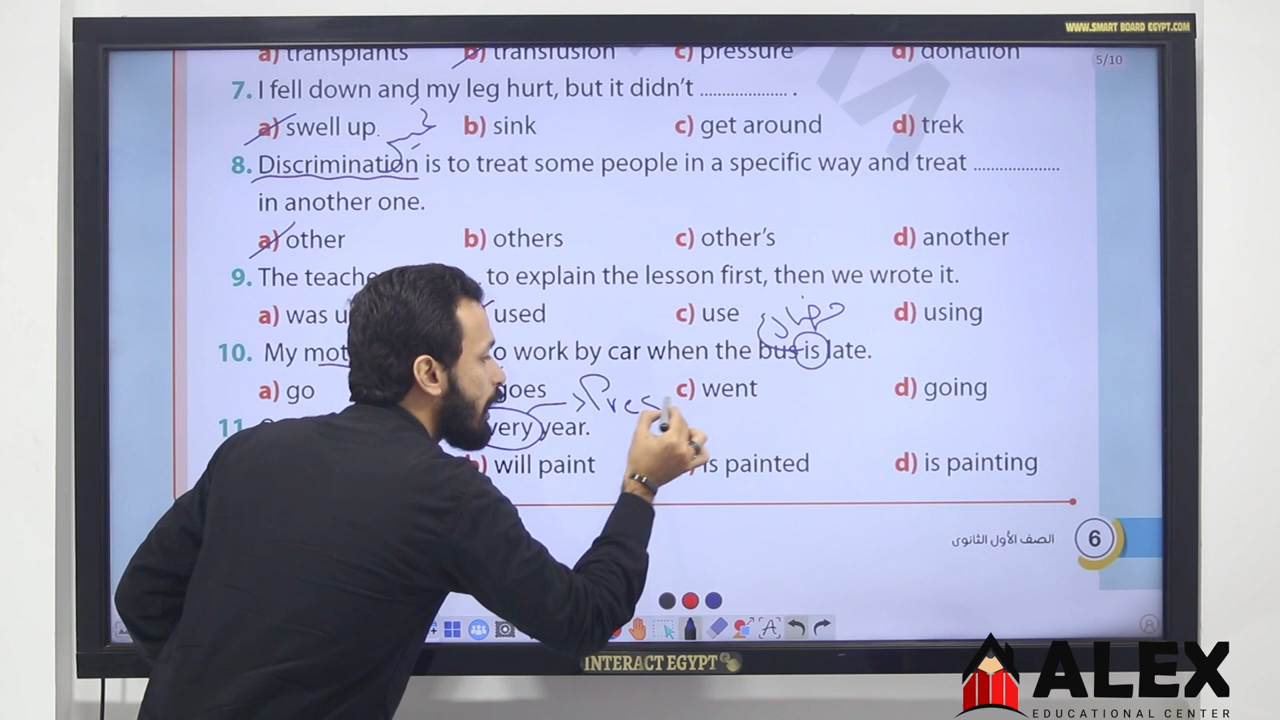 WWW.SMART BOARD EGYPT.COM
5/10
a) transplants b) transfusion c) pressure d) donation
7. I fell down and my leg hurt, but it didn't .................... .
a) swell up. b) sink c) get around d) trek
8. Discrimination is to treat some people in a specific way and treat ....................
in another one.
a) other b) others c) other's d) another
9. The to explain the lesson first, then we wrote it.
a) was used c) use d) using
10. My work by car when the bus is late.
a) go goes c) went d) going
Pres
11. year.
will paint is painted d) is painting
الصف الأول الثانوى
6
INTERACT EGYPT
ALEX
EDUCATIONAL CENTER